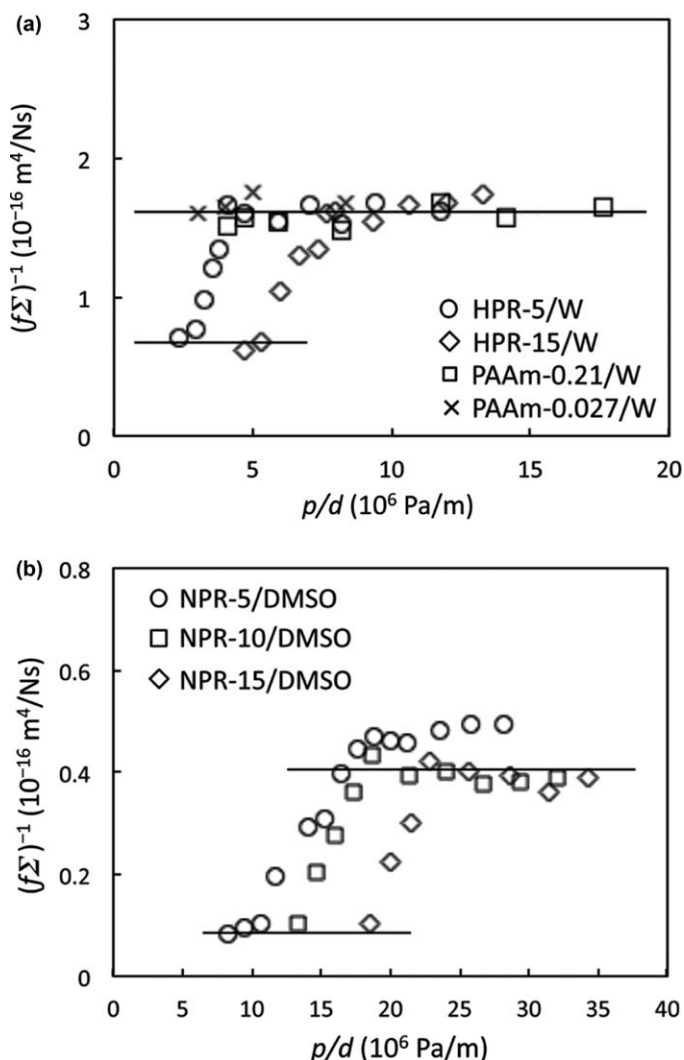 (a)
3
2
1
0
(fΣ)⁻¹ (10⁻¹⁶ m⁴/Ns)
HPR-5/W
HPR-15/W
PAAm-0.21/W
PAAm-0.027/W
0 5 10 15 20
p/d (10⁶ Pa/m)
(b)
0.8
0.6
0.4
0.2
0
(fΣ)⁻¹ (10⁻¹⁶ m⁴/Ns)
NPR-5/DMSO
NPR-10/DMSO
NPR-15/DMSO
0 5 10 15 20 25 30 35 40
p/d (10⁶ Pa/m)